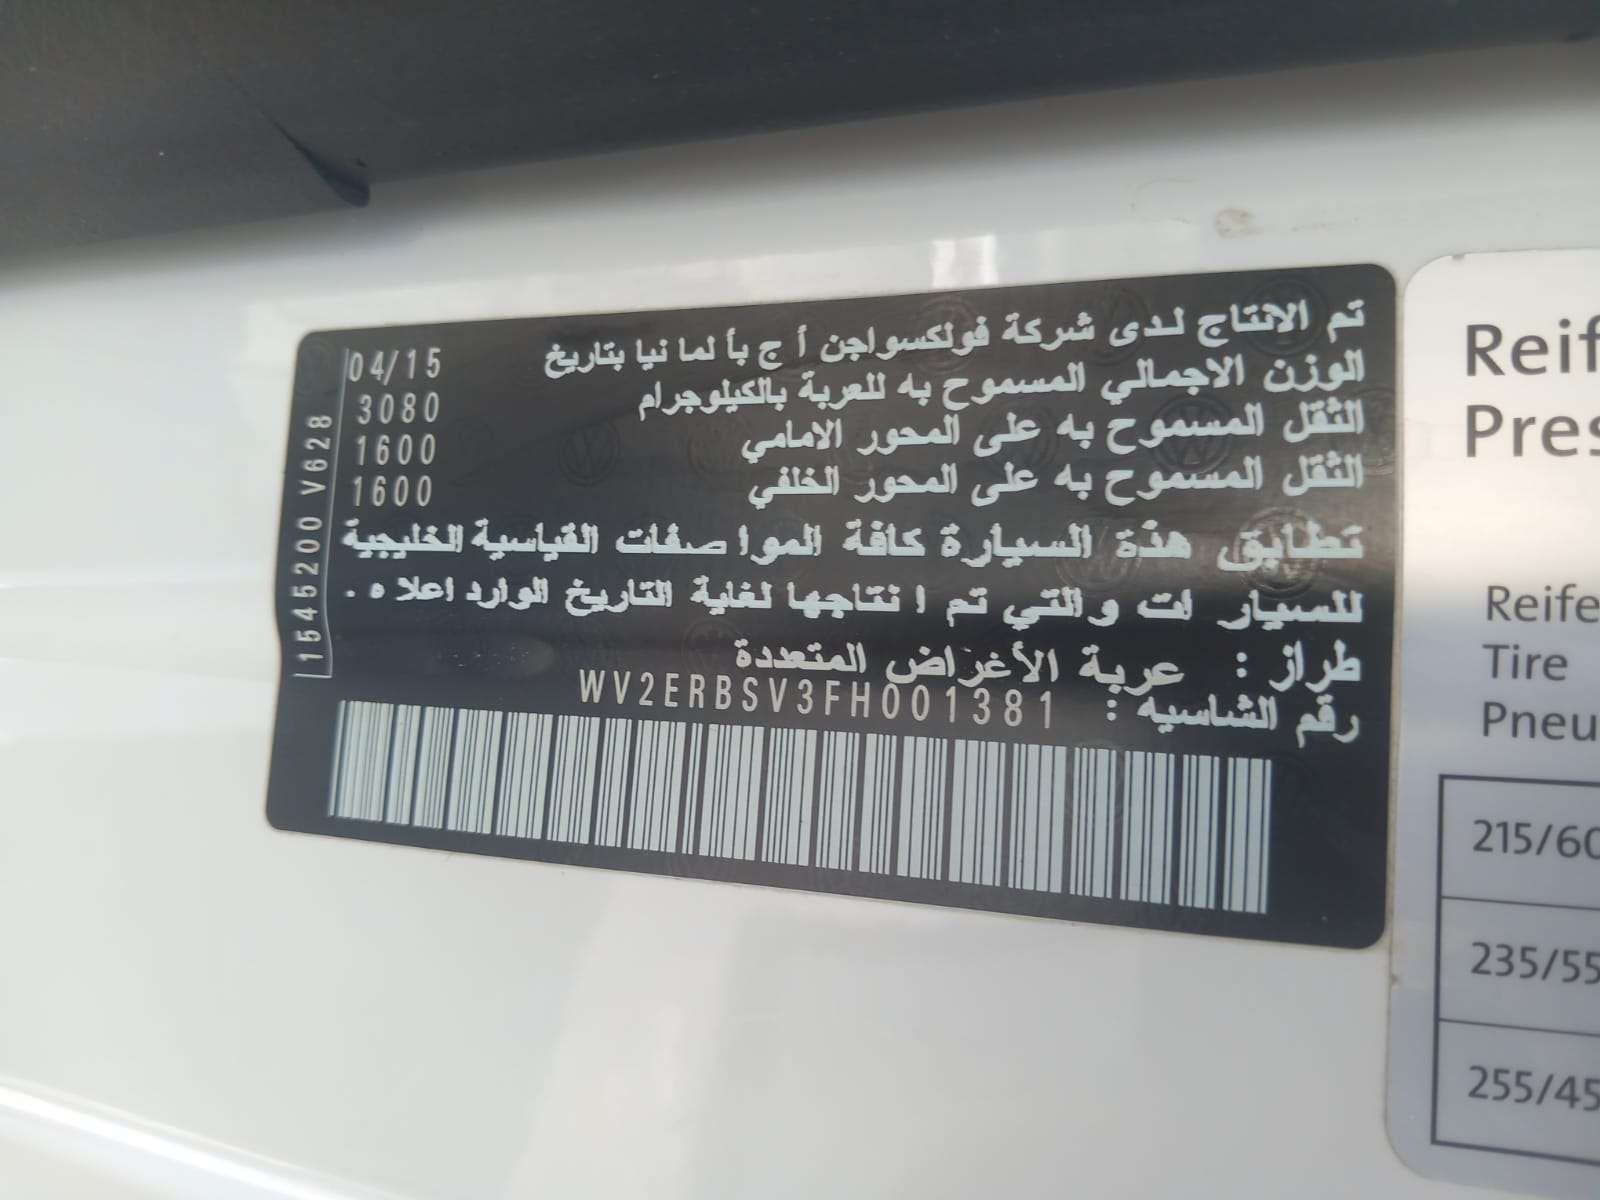 تم الانتاج لدى شركة فولكسواجن أ ج بأ لما نيا بتاريخ 04/15
الوزن الاجمالي المسموح به للعربة بالكيلوجرام 3080
الثقل المسموح به على المحور الامامي 1600
الثقل المسموح به على المحور الخلفي 1600
تطابق هذة السيارة كافة الموا صفات القياسية الخليجية
للسيار ات والتي تم ا نتاجها لغاية التاريخ الوارد اعلا ه .
طراز : عربة الأغراض المتعددة
رقم الشاسيه : WV2ERBSV3FH001381
1545200 V628
Reif
Pres
Reife
Tire
Pneu
215/60
235/55
255/45